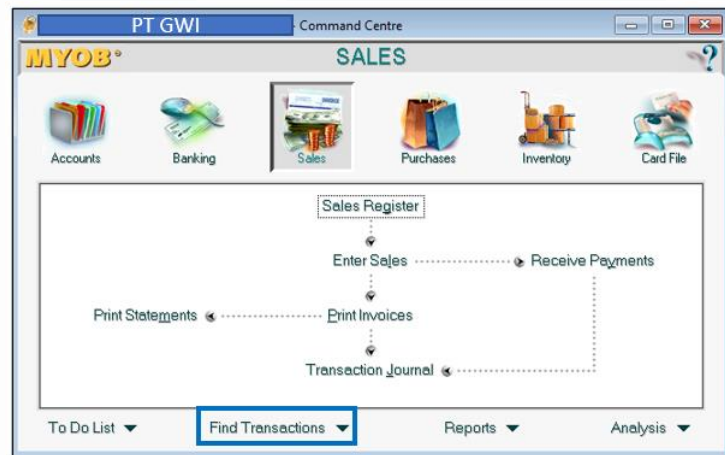 PT GWI - Command Centre
MYOB® SALES
Accounts Banking Sales Purchases Inventory Card File
Sales Register
Enter Sales Receive Payments
Print Statements Print Invoices
Transaction Journal
To Do List Find Transactions Reports Analysis